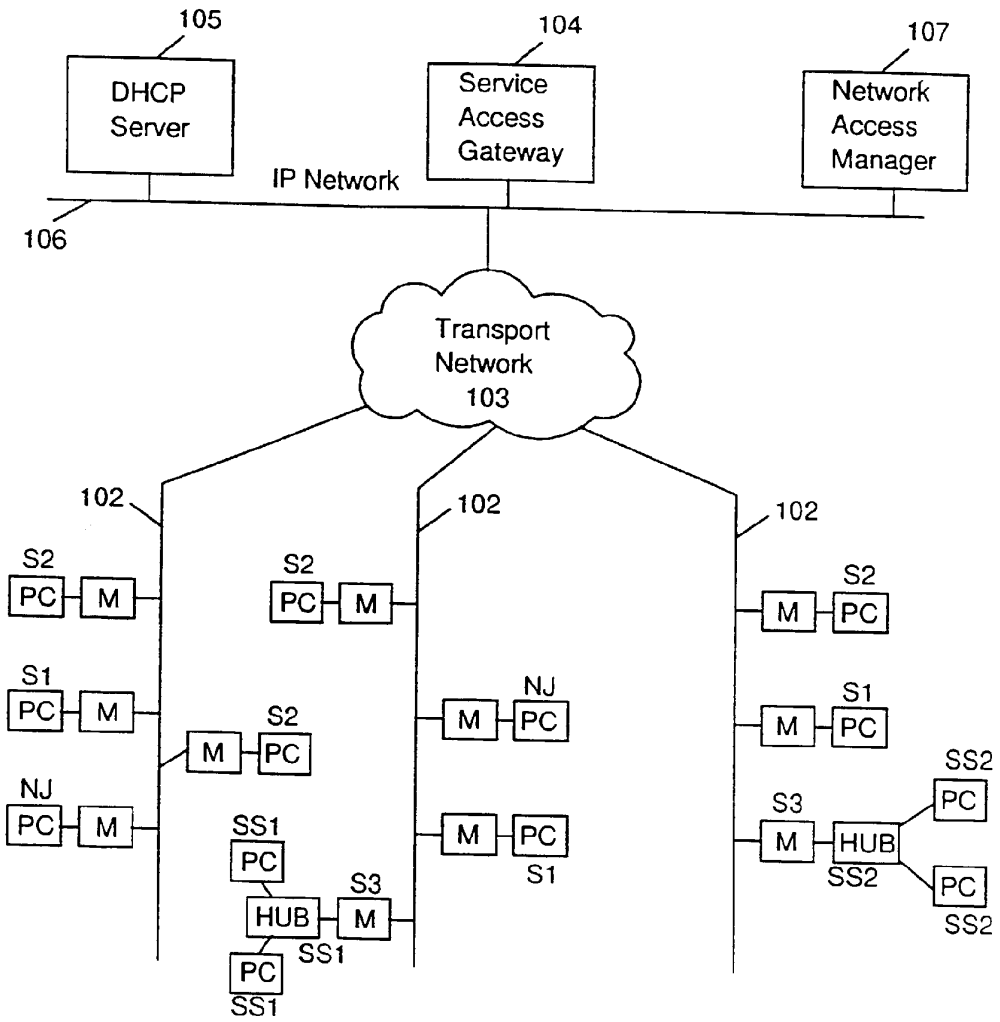 105
104
107
DHCP
Server
Service
Access
Gateway
Network
Access
Manager
IP Network
106
Transport
Network
103
102
102
102
S2
PC M
S2
PC M
S2
M PC
S1
PC M
S2
M PC
NJ
M PC
S1
M PC
NJ
PC M
SS1
PC
S3
HUB M
SS1
PC
SS1
M PC
S1
S3
M HUB
SS2
SS2
PC
PC
SS2